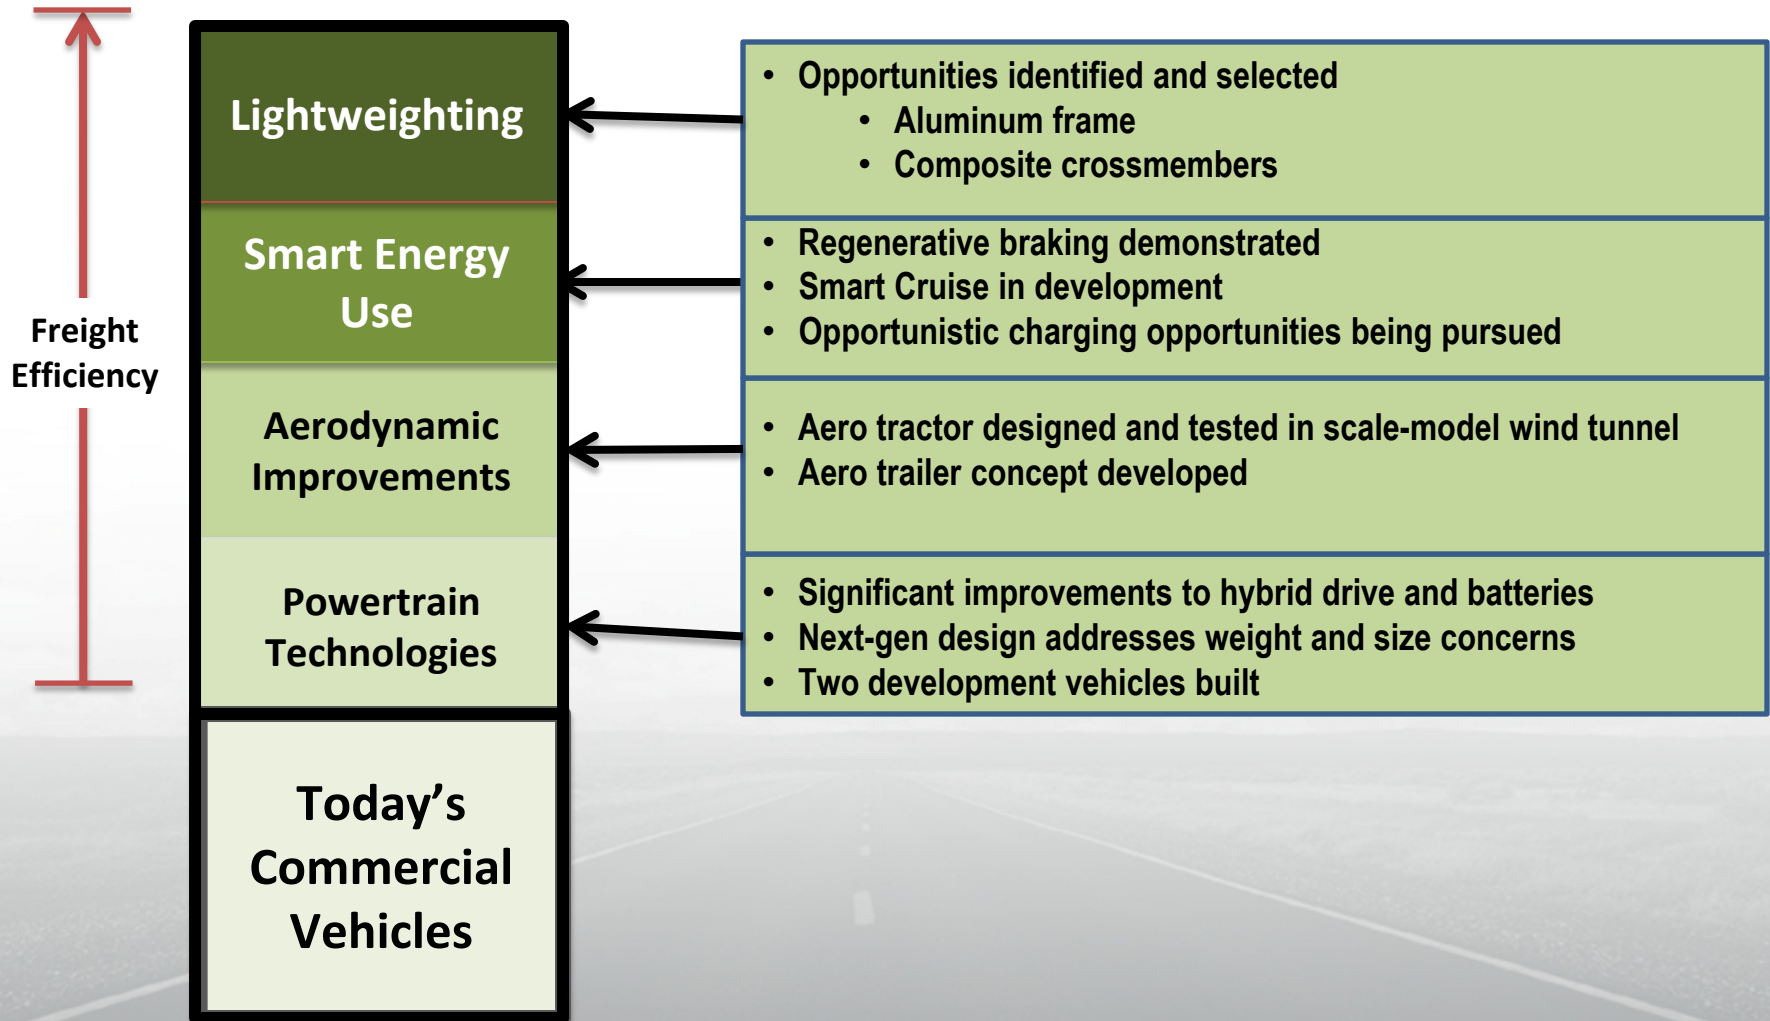 Freight
Efficiency
Lightweighting
Smart Energy
Use
Aerodynamic
Improvements
Powertrain
Technologies
Today’s
Commercial
Vehicles
• Opportunities identified and selected
• Aluminum frame
• Composite crossmembers
• Regenerative braking demonstrated
• Smart Cruise in development
• Opportunistic charging opportunities being pursued
• Aero tractor designed and tested in scale-model wind tunnel
• Aero trailer concept developed
• Significant improvements to hybrid drive and batteries
• Next-gen design addresses weight and size concerns
• Two development vehicles built